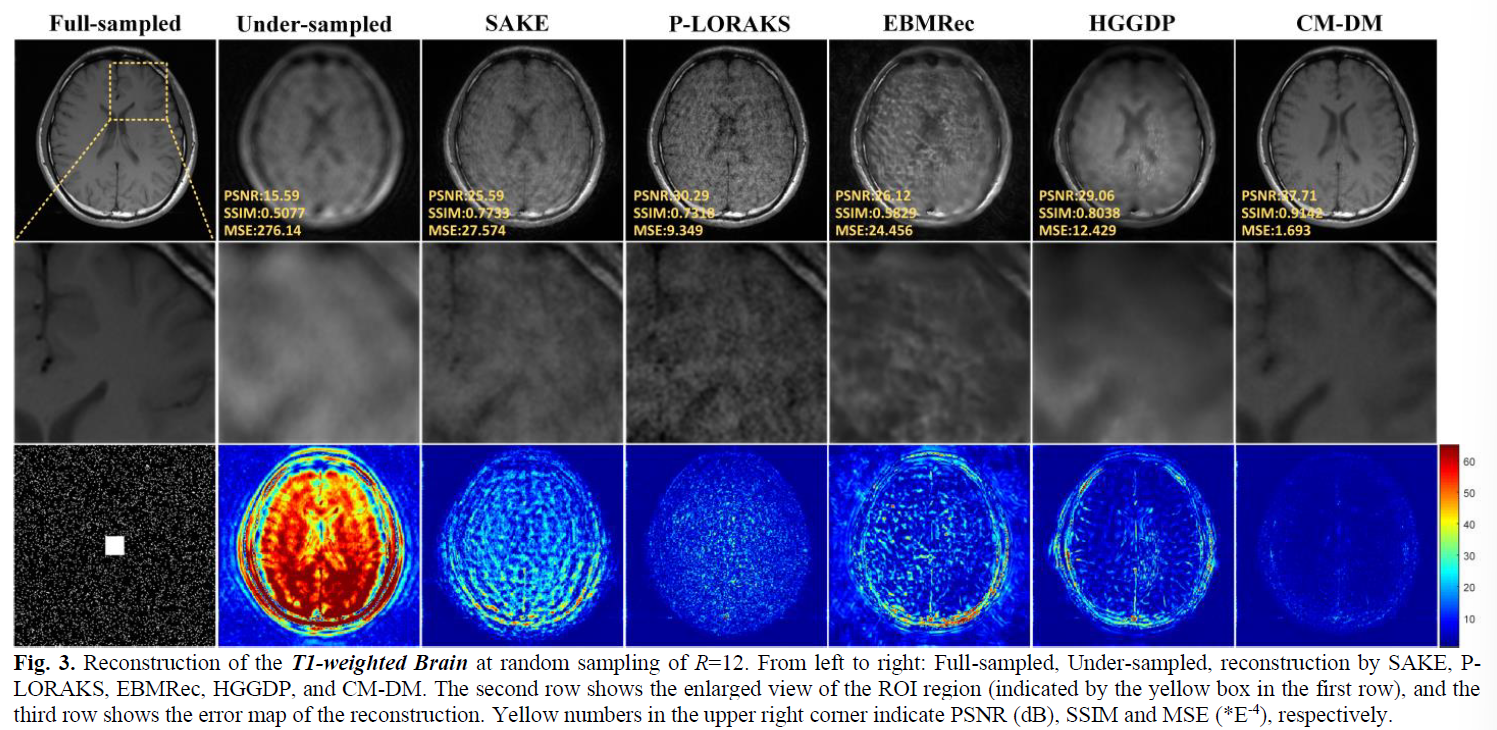 Full-sampled Under-sampled SAKE P-LORAKS EBMRec HGGDP CM-DM
PSNR:15.59 PSNR:25.59 PSNR:30.29 PSNR:26.12 PSNR:29.06 PSNR:37.71
SSIM:0.5077 SSIM:0.7733 SSIM:0.7318 SSIM:0.5829 SSIM:0.8038 SSIM:0.9142
MSE:276.14 MSE:27.574 MSE:9.349 MSE:24.456 MSE:12.429 MSE:1.693
60
50
40
30
20
10
Fig. 3. Reconstruction of the T1-weighted Brain at random sampling of R=12. From left to right: Full-sampled, Under-sampled, reconstruction by SAKE, P-
LORAKS, EBMRec, HGGDP, and CM-DM. The second row shows the enlarged view of the ROI region (indicated by the yellow box in the first row), and the
third row shows the error map of the reconstruction. Yellow numbers in the upper right corner indicate PSNR (dB), SSIM and MSE (*E-4), respectively.